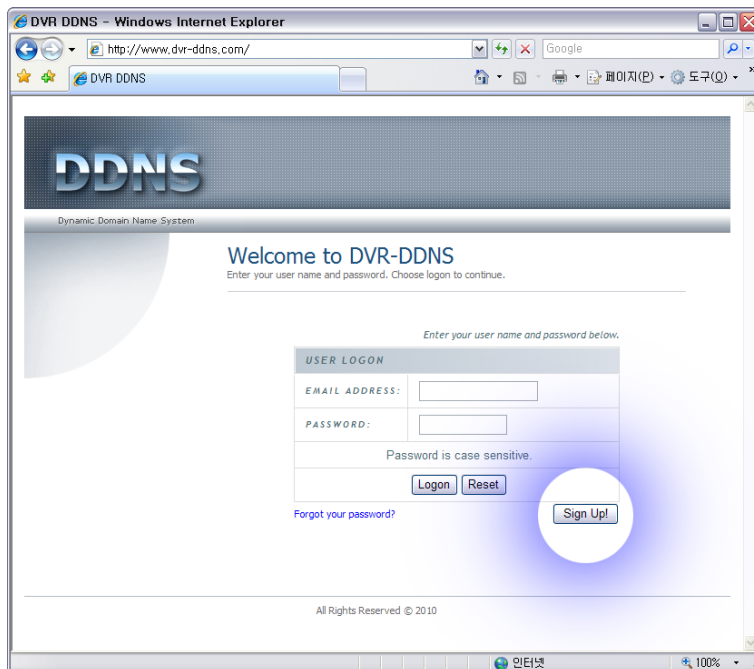 DVR DDNS - Windows Internet Explorer
http://www.dvr-ddns.com/
Google
DVR DDNS
페이지(P)
도구(O)
»
DDNS
Dynamic Domain Name System
Welcome to DVR-DDNS
Enter your user name and password. Choose logon to continue.
Enter your user name and password below.
USER LOGON
EMAIL ADDRESS:
PASSWORD:
Password is case sensitive.
Logon Reset
Forgot your password? Sign Up!
All Rights Reserved © 2010
인터넷 100%